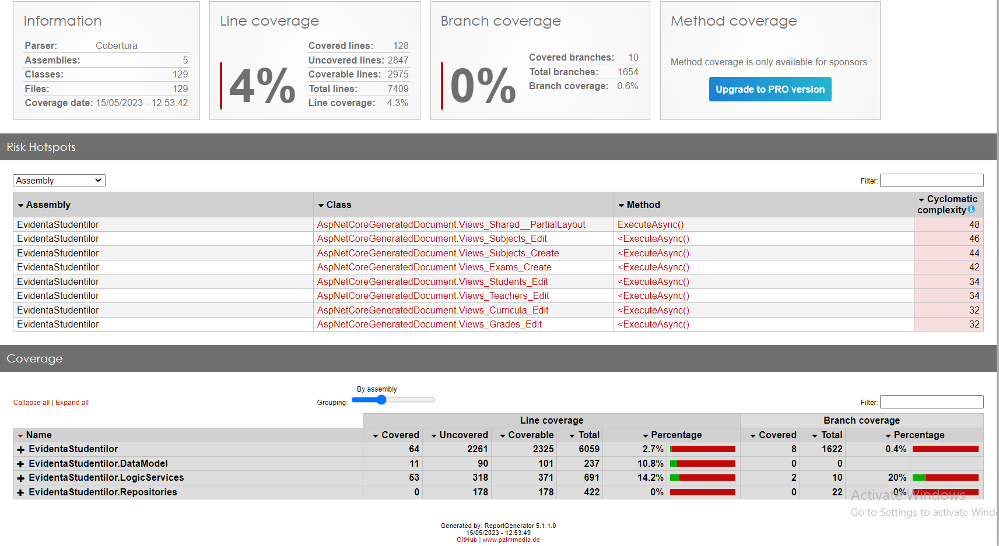 Information
Parser: Cobertura
Assemblies: 5
Classes: 129
Files: 129
Coverage date: 15/05/2023 - 12:53:42
Line coverage
4%
Covered lines: 128
Uncovered lines: 2847
Coverable lines: 2975
Total lines: 7409
Line coverage: 4.3%
Branch coverage
0%
Covered branches: 10
Total branches: 1654
Branch coverage: 0.6%
Method coverage
Method coverage is only available for sponsors.
Upgrade to PRO version
Risk Hotspots
Assembly
Filter:
Assembly Class Method Cyclomatic complexity
EvidentaStudentilor AspNetCoreGeneratedDocument.Views_Shared__PartialLayout ExecuteAsync() 48
EvidentaStudentilor AspNetCoreGeneratedDocument.Views_Subjects_Edit <ExecuteAsync() 46
EvidentaStudentilor AspNetCoreGeneratedDocument.Views_Subjects_Create <ExecuteAsync() 44
EvidentaStudentilor AspNetCoreGeneratedDocument.Views_Exams_Create <ExecuteAsync() 42
EvidentaStudentilor AspNetCoreGeneratedDocument.Views_Students_Edit <ExecuteAsync() 34
EvidentaStudentilor AspNetCoreGeneratedDocument.Views_Teachers_Edit <ExecuteAsync() 34
EvidentaStudentilor AspNetCoreGeneratedDocument.Views_Curricula_Edit <ExecuteAsync() 32
EvidentaStudentilor AspNetCoreGeneratedDocument.Views_Grades_Edit <ExecuteAsync() 32
Coverage
By assembly
Collapse all | Expand all
Grouping:
Filter:
Line coverage Branch coverage
Name Covered Uncovered Coverable Total Percentage Covered Total Percentage
EvidentaStudentilor 64 2261 2325 6059 2.7% 8 1622 0.4%
EvidentaStudentilor.DataModel 11 90 101 237 10.8% 0 0
EvidentaStudentilor.LogicServices 53 318 371 691 14.2% 2 10 20%
EvidentaStudentilor.Repositories 0 178 178 422 0% 0 22 0%
Activate Windows
Go to Settings to activate Wind
Generated by: ReportGenerator 5.1.1.0
15/05/2023 - 12:53:49
GitHub | www.palmmedia.de